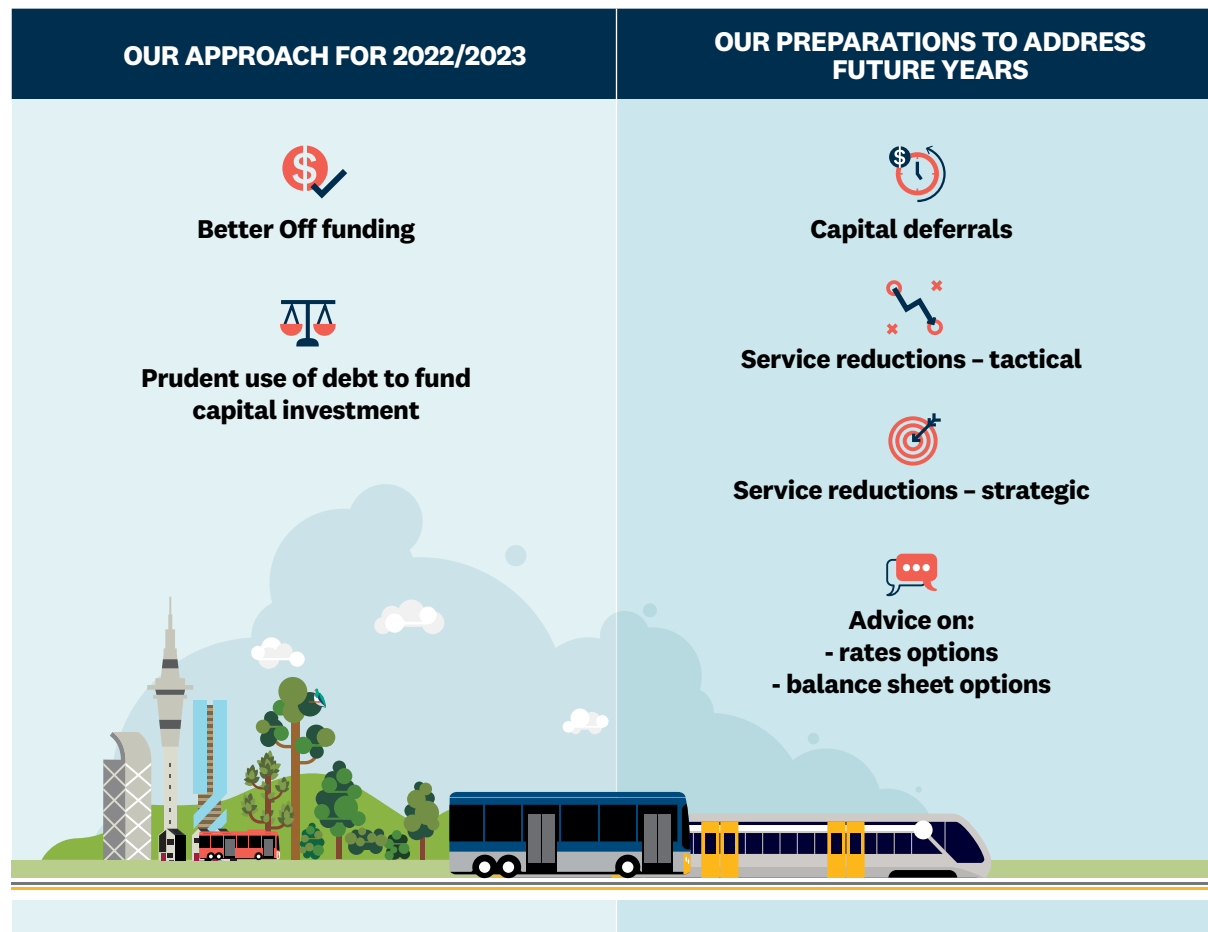 OUR APPROACH FOR 2022/2023
Better Off funding
Prudent use of debt to fund
capital investment
OUR PREPARATIONS TO ADDRESS
FUTURE YEARS
Capital deferrals
Service reductions – tactical
Service reductions – strategic
Advice on:
- rates options
- balance sheet options